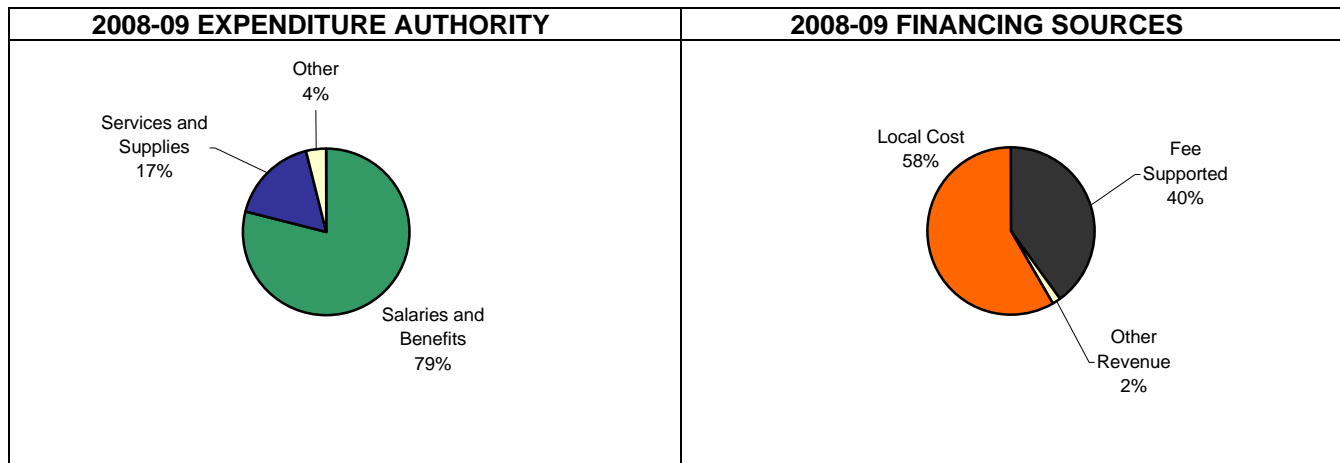 2008-09 EXPENDITURE AUTHORITY
Other
4%
Services and
Supplies
17%
Salaries and
Benefits
79%
2008-09 FINANCING SOURCES
Local Cost
58%
Fee
Supported
40%
Other
Revenue
2%